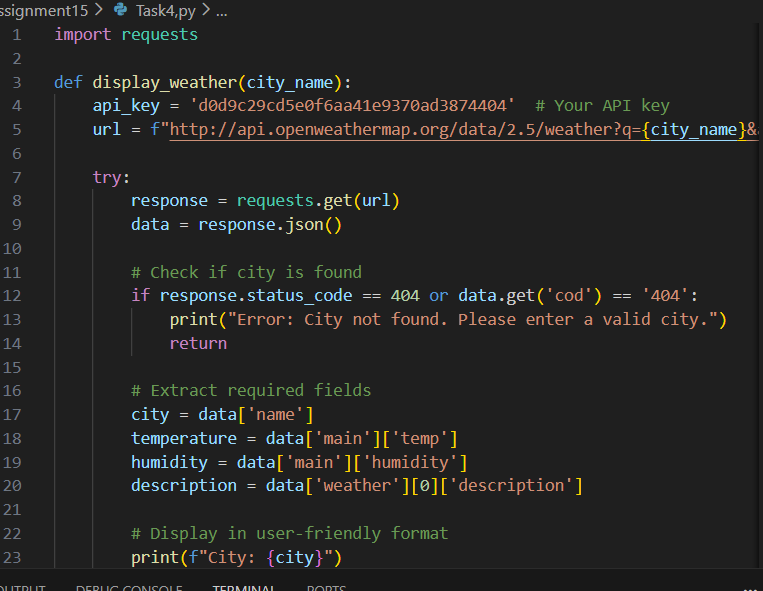 ssignment15 > Task4,py > ...
1 import requests
2
3 def display_weather(city_name):
4     api_key = 'd0d9c29cd5e0f6aa41e9370ad3874404'  # Your API key
5     url = f"http://api.openweathermap.org/data/2.5/weather?q={city_name}&
6
7     try:
8         response = requests.get(url)
9         data = response.json()
10
11         # Check if city is found
12         if response.status_code == 404 or data.get('cod') == '404':
13             print("Error: City not found. Please enter a valid city.")
14             return
15
16         # Extract required fields
17         city = data['name']
18         temperature = data['main']['temp']
19         humidity = data['main']['humidity']
20         description = data['weather'][0]['description']
21
22         # Display in user-friendly format
23         print(f"City: {city}")
OUTPUT DEBUG CONSOLE TERMINAL PORTS ...